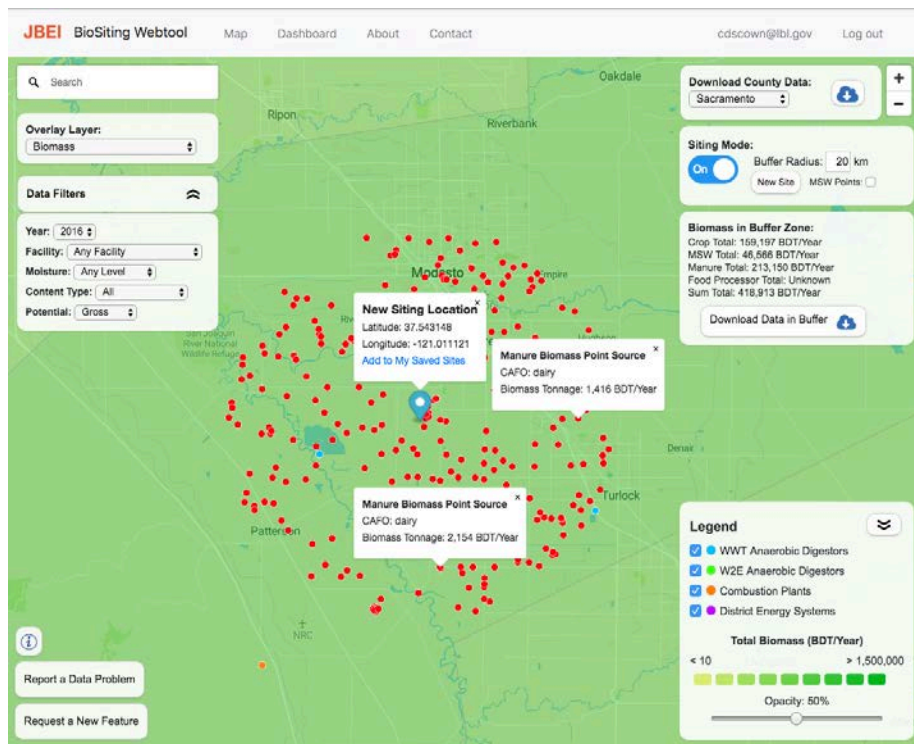 JBEI BioSiting Webtool Map Dashboard About Contact cdscown@lbl.gov Log out
Search
Overlay Layer:
Biomass
Data Filters
Year: 2016
Facility: Any Facility
Moisture: Any Level
Content Type: All
Potential: Gross
Download County Data:
Sacramento
+
−
Siting Mode:
On
Buffer Radius: 20 km
New Site MSW Points:
Biomass in Buffer Zone:
Crop Total: 159,197 BDT/Year
MSW Total: 46,566 BDT/Year
Manure Total: 213,150 BDT/Year
Food Processor Total: Unknown
Sum Total: 418,913 BDT/Year
Download Data in Buffer
Oakdale
Ripon
Riverbank
Modesto
Empire
San Joaquin
River National
Wildlife Refuge
New Siting Location x
Latitude: 37.543148
Longitude: -121.011121
Add to My Saved Sites
Manure Biomass Point Source x
CAFO: dairy
Biomass Tonnage: 1,416 BDT/Year
Denair
Turlock
Manure Biomass Point Source x
CAFO: dairy
Biomass Tonnage: 2,154 BDT/Year
Patterson
NRC
Legend
WWT Anaerobic Digestors
W2E Anaerobic Digestors
Combustion Plants
District Energy Systems
Total Biomass (BDT/Year)
< 10 > 1,500,000
Opacity: 50%
i
Report a Data Problem
Request a New Feature